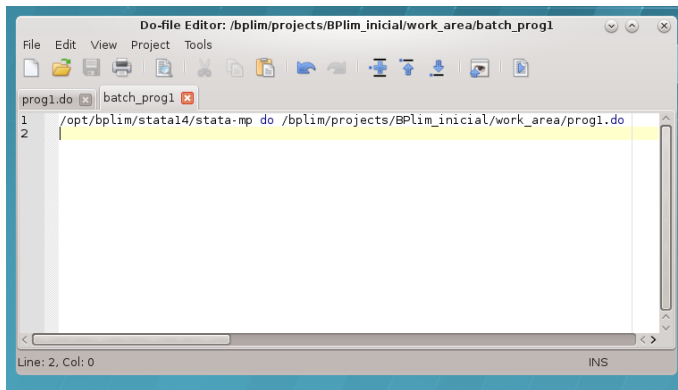 Do-file Editor: /bplim/projects/BPlim_inicial/work_area/batch_prog1
File Edit View Project Tools
prog1.do batch_prog1
1 /opt/bplim/stata14/stata-mp do /bplim/projects/BPlim_inicial/work_area/prog1.do
2
Line: 2, Col: 0 INS